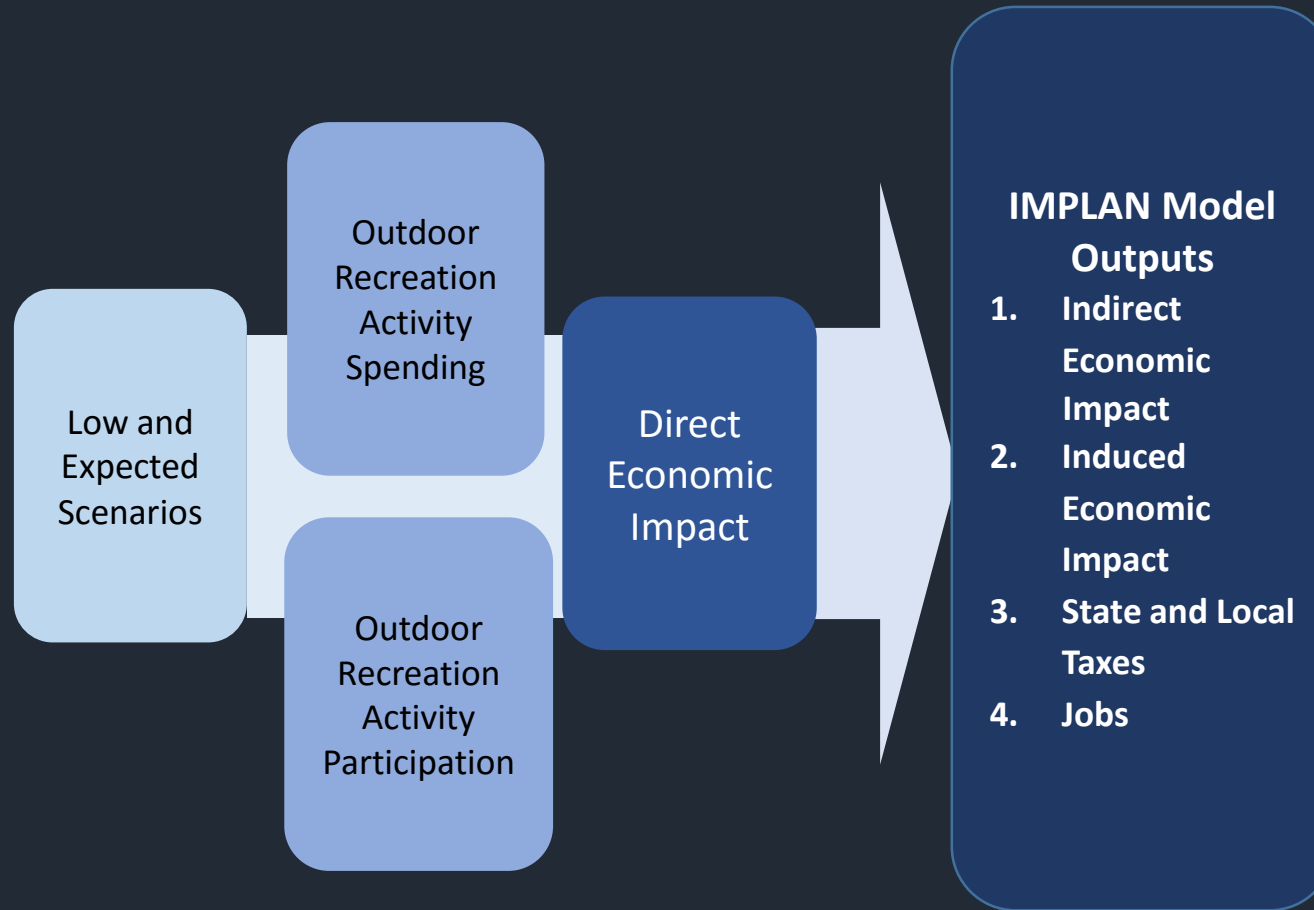 Low and
Expected
Scenarios
Outdoor
Recreation
Activity
Spending
Outdoor
Recreation
Activity
Participation
Direct
Economic
Impact
IMPLAN Model
Outputs
1. Indirect
Economic
Impact
2. Induced
Economic
Impact
3. State and Local
Taxes
4. Jobs